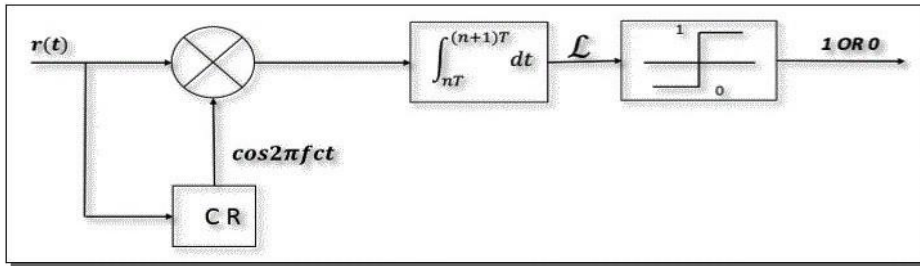 r(t)
∫_{nT}^{(n+1)T} dt
ℒ
1
0
1 OR 0
cos2πfct
C R